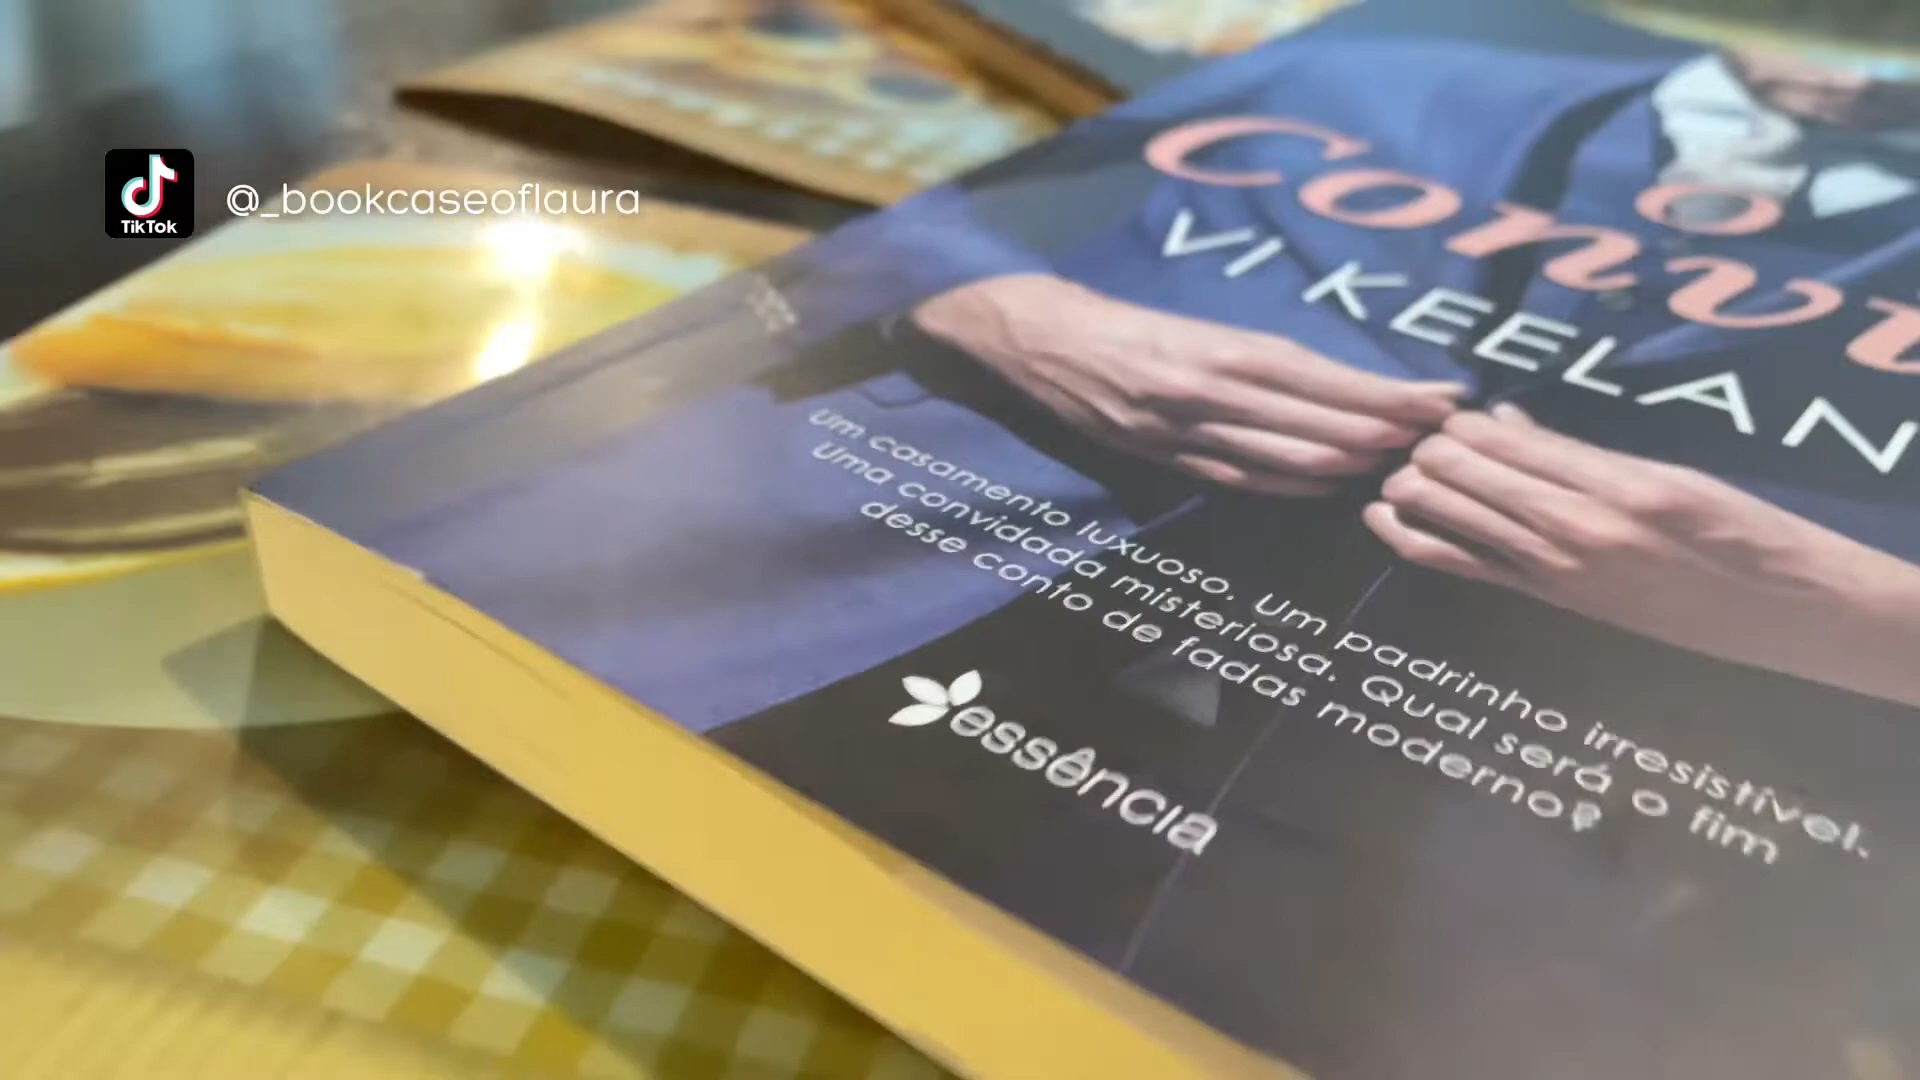 TikTok
@_bookcaseoflaura
O
Conv
VI KEELAN
Um casamento luxuoso. Um padrinho irresistível.
Uma convidada misteriosa. Qual será o fim
desse conto de fadas moderno?
essência